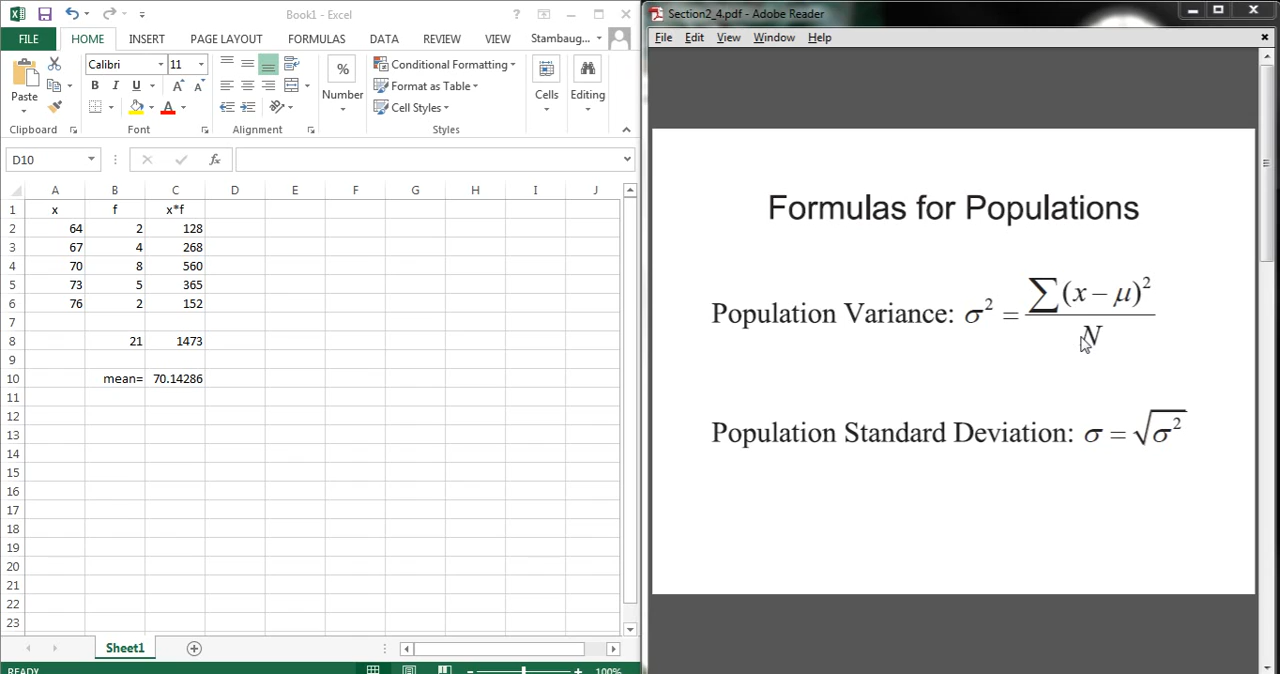 Book1 - Excel
?
FILE HOME INSERT PAGE LAYOUT FORMULAS DATA REVIEW VIEW Stambaug...
Calibri 11
Conditional Formatting
% 
Paste
B I U A A
Format as Table
Number Cells Editing
A
Cell Styles
Clipboard Font Alignment Styles
D10 fx
A B C D E F G H I J
1 x f x*f
2 64 2 128
3 67 4 268
4 70 8 560
5 73 5 365
6 76 2 152
7
8 21 1473
9
10 mean= 70.14286
11
12
13
14
15
16
17
18
19
20
21
22
23
Sheet1
READY 100%
Section2_4.pdf - Adobe Reader
File Edit View Window Help
Formulas for Populations
Population Variance: σ² = ∑(x − μ)² / N
Population Standard Deviation: σ = √σ²